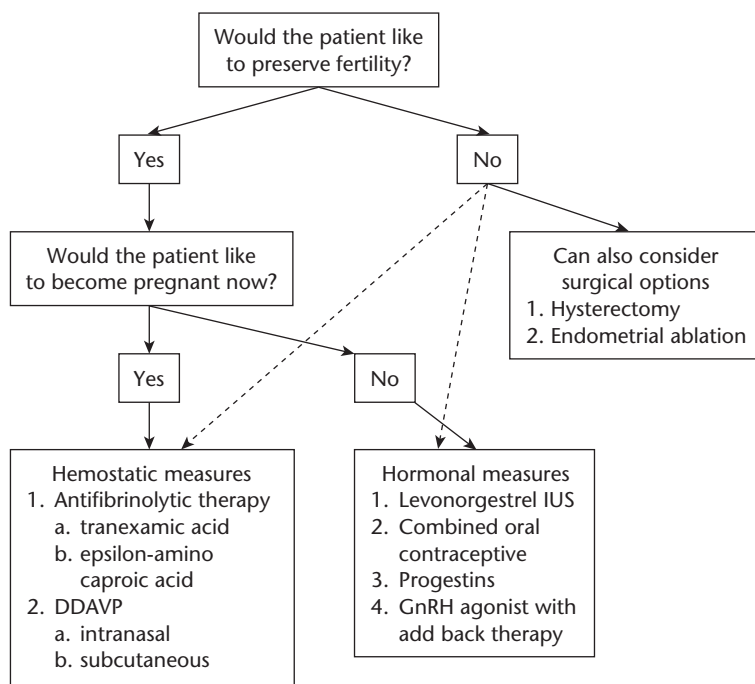 Would the patient like
to preserve fertility?
Yes
No
Would the patient like
to become pregnant now?
Can also consider
surgical options
1. Hysterectomy
2. Endometrial ablation
Yes
No
Hemostatic measures
1. Antifibrinolytic therapy
a. tranexamic acid
b. epsilon-amino
caproic acid
2. DDAVP
a. intranasal
b. subcutaneous
Hormonal measures
1. Levonorgestrel IUS
2. Combined oral
contraceptive
3. Progestins
4. GnRH agonist with
add back therapy